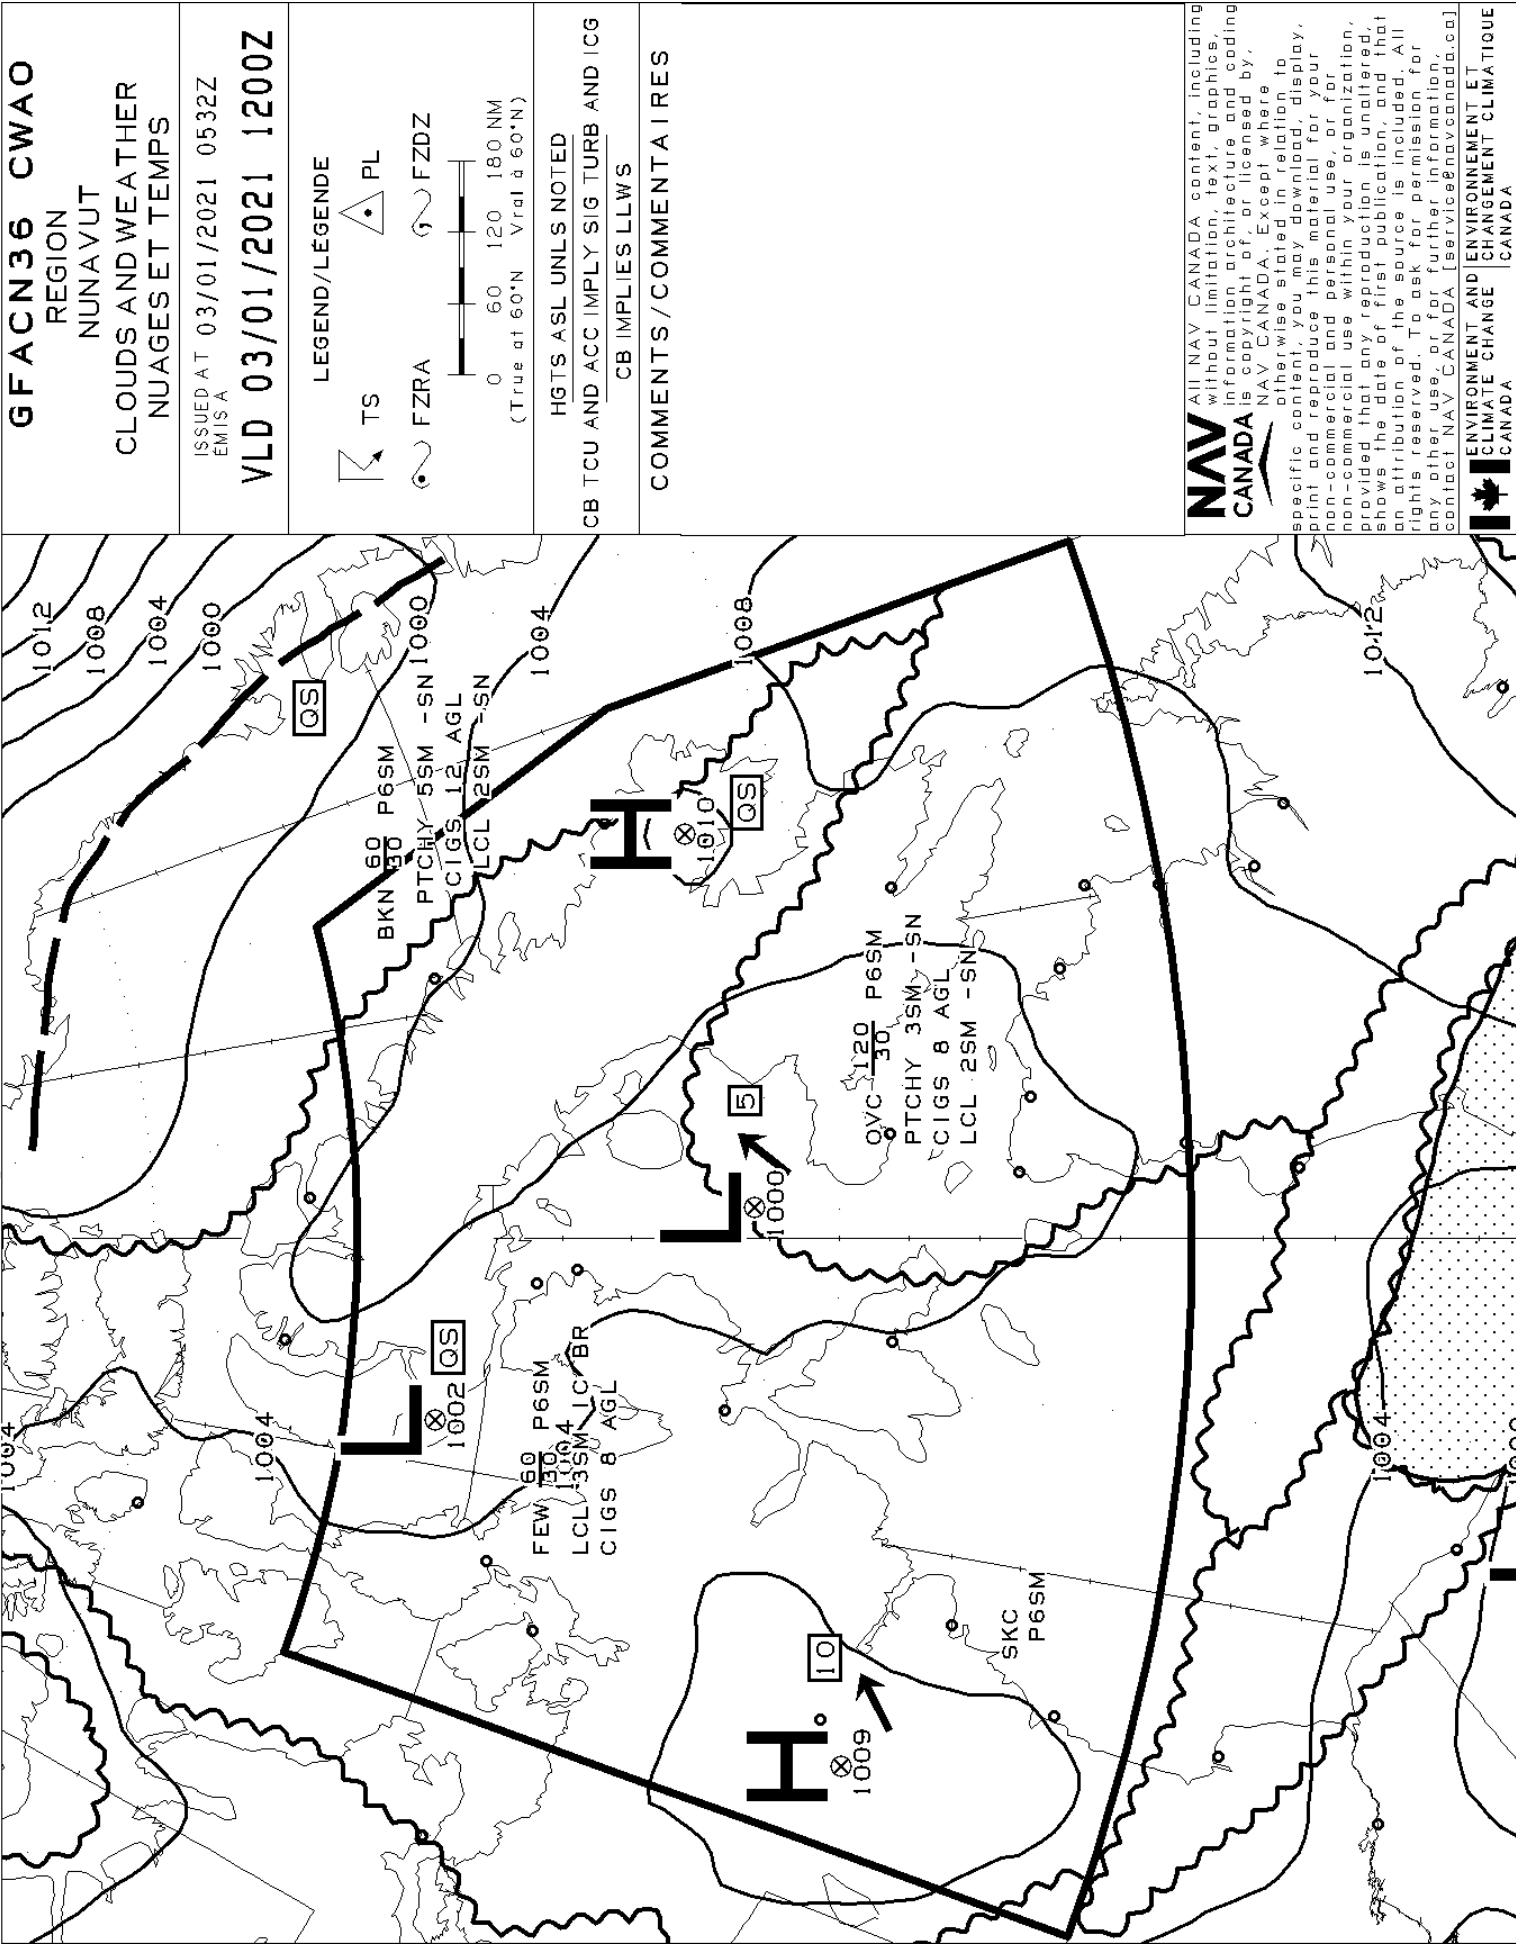 GFACN36 CWAO
REGION
NUNAVUT
CLOUDS AND WEATHER
NUAGES ET TEMPS
ISSUED AT 03/01/2021 0532Z
EMIS A
VLD 03/01/2021 1200Z
LEGEND/LÉGENDE
TS
PL
FZRA
FZDZ
0 60 120 180 NM
(True at 60°N Vrai à 60°N)
HGTS ASL UNLS NOTED
CB TCU AND ACC IMPLY SIG TURB AND ICG
CB IMPLIES LLWS
COMMENTS/COMMENTAIRES
NAV
CANADA
All NAV CANADA content, including
without limitation, text, graphics,
information architecture and coding
is copyright of, or licensed by,
NAV CANADA. Except where
otherwise stated in relation to
specific content, you may download, display,
print and reproduce this material for your
non-commercial and personal use, or for
non-commercial use within your organization,
provided that any reproduction is unaltered,
shows the date of first publication, and that
an attribution of the source is included. All
rights reserved. To ask for permission for
any other use, or for further information,
contact NAV CANADA [service@navcanada.ca]
ENVIRONMENT AND
CLIMATE CHANGE
CANADA
ENVIRONNEMENT ET
CHANGEMENT CLIMATIQUE
CANADA
1012
1008
1004
1000
1000
1004
1008
1012
QS
BKN 60 P6SM
30
PTCHY 5SM -SN
CIGS 12 AGL
LCL 2SM -SN
H
1010
QS
OVC 120 P6SM
30
PTCHY 3SM -SN
CIGS 8 AGL
LCL 2SM -SN
5
L
1000
QS
L
1002
1004
1004
FEW 60 P6SM
30
LCL 3SM IC BR
1004
CIGS 8 AGL
SKC
P6SM
10
H
1009
1004